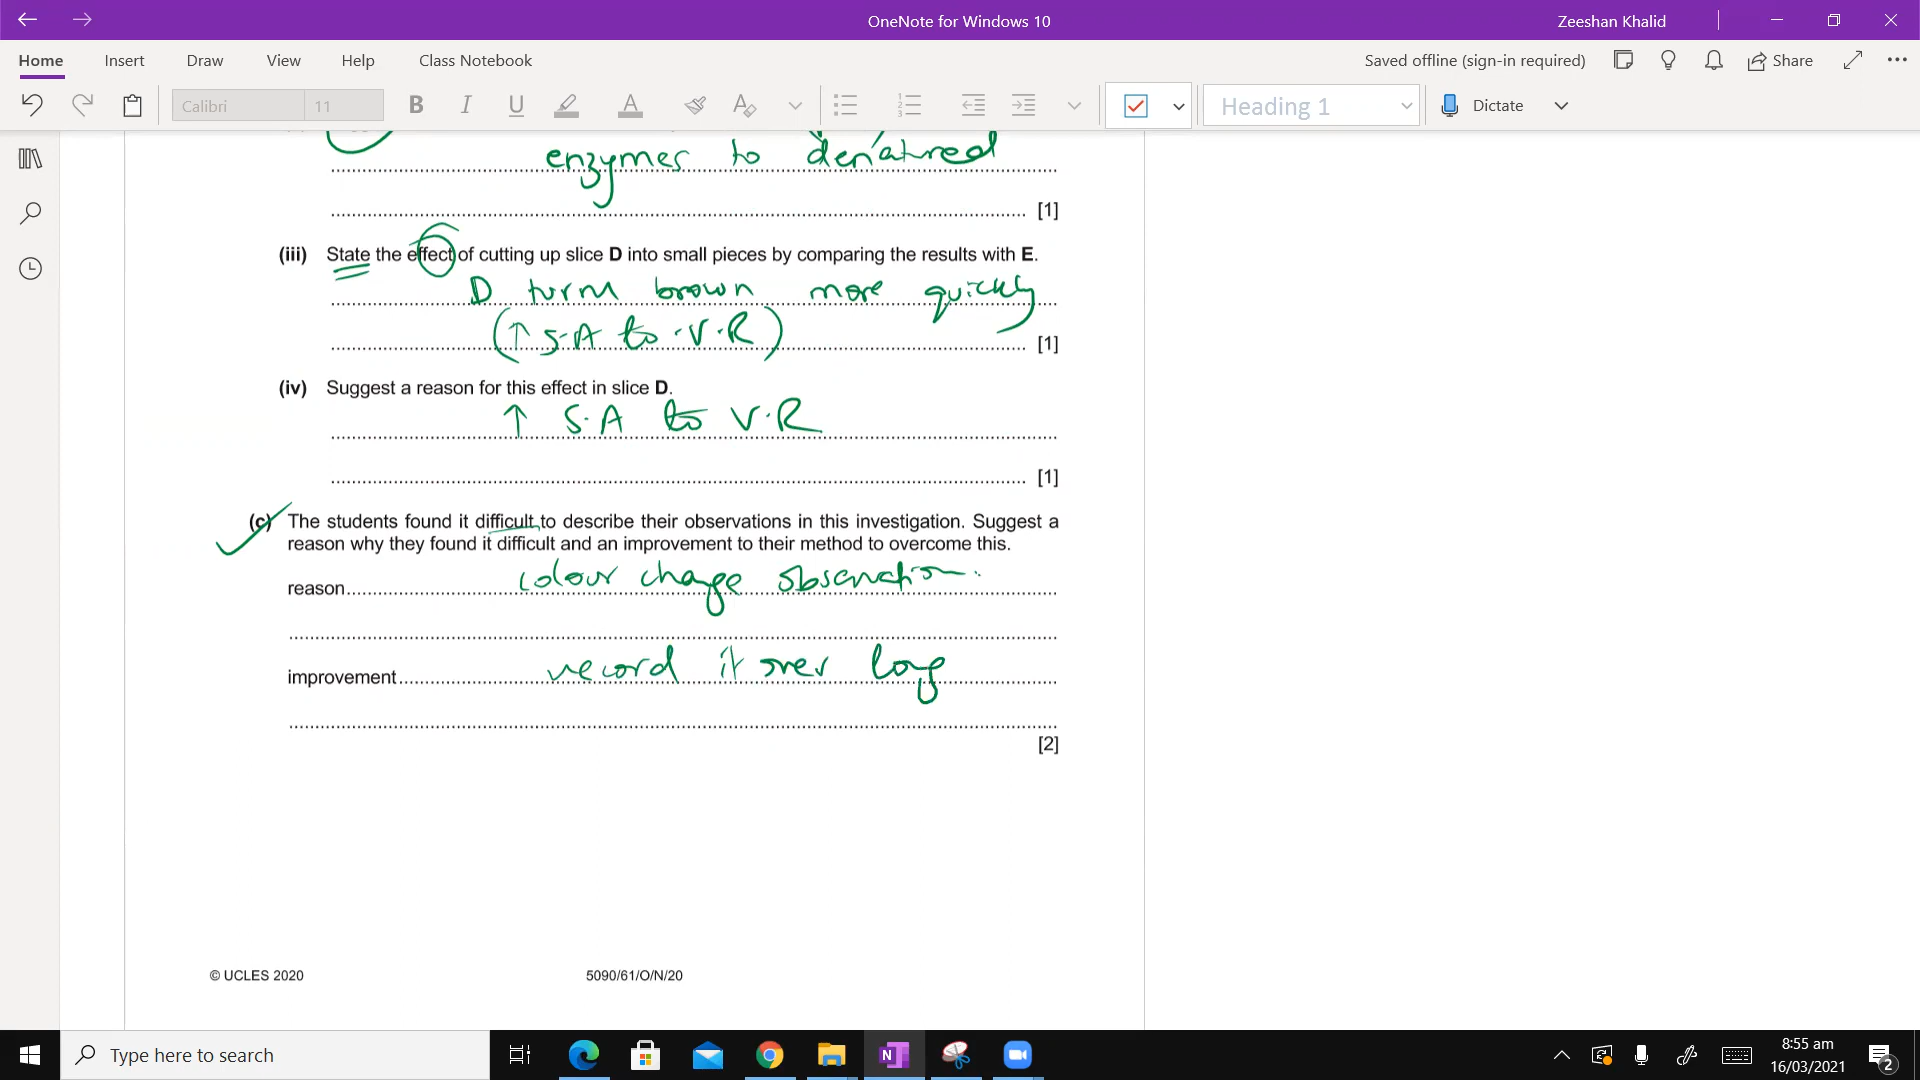 OneNote for Windows 10
Zeeshan Khalid
Home Insert Draw View Help Class Notebook
Saved offline (sign-in required) Share
Calibri 11 B I U A Heading 1 Dictate
enzymes to denatured
[1]
(iii) State the effect of cutting up slice D into small pieces by comparing the results with E.
D turn brown more quickly
(↑ S.A to .V.R) [1]
(iv) Suggest a reason for this effect in slice D.
↑ S.A to V.R
[1]
(c) The students found it difficult to describe their observations in this investigation. Suggest a
reason why they found it difficult and an improvement to their method to overcome this.
reason colour change observation.
improvement record it over long
[2]
© UCLES 2020 5090/61/O/N/20
Type here to search
8:55 am
16/03/2021
2